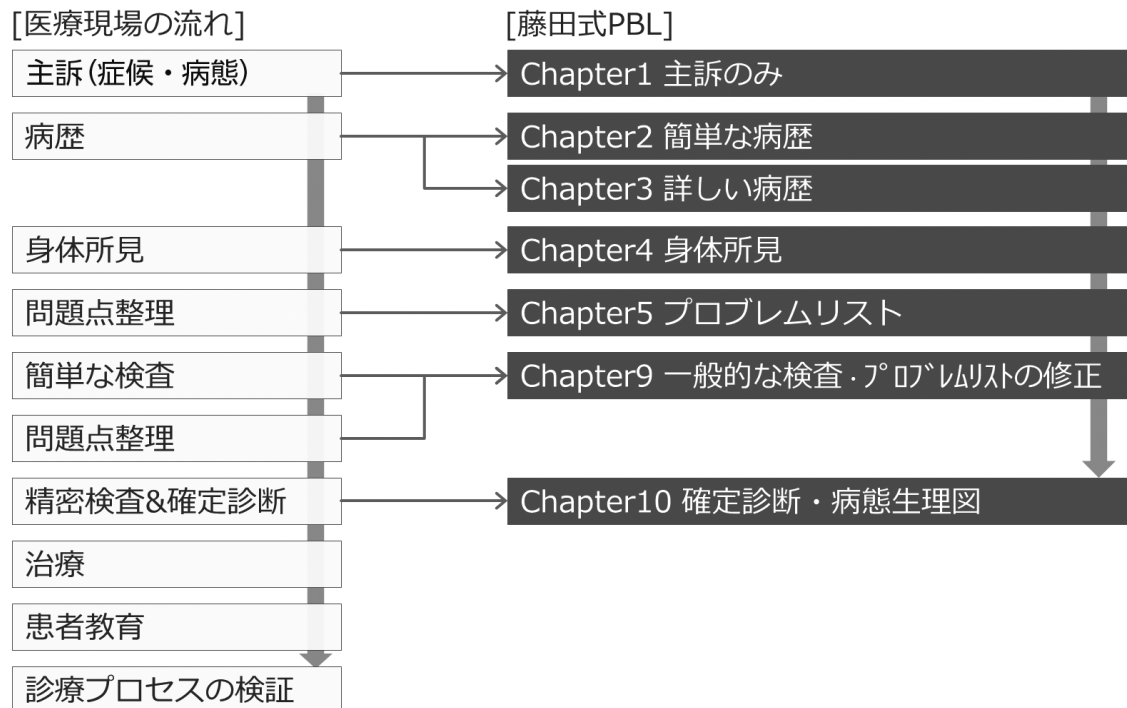 [医療現場の流れ]
[藤田式PBL]
主訴(症候・病態)
Chapter1 主訴のみ
病歴
Chapter2 簡単な病歴
Chapter3 詳しい病歴
身体所見
Chapter4 身体所見
問題点整理
Chapter5 プロブレムリスト
簡単な検査
Chapter9 一般的な検査・ﾌﾟﾛﾌﾞﾚﾑﾘｽﾄの修正
問題点整理
精密検査&確定診断
Chapter10 確定診断・病態生理図
治療
患者教育
診療プロセスの検証